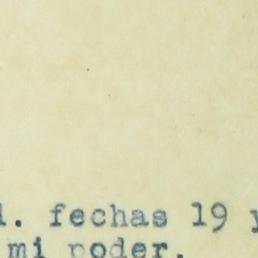 l. fechas 19 y
n mi poder.